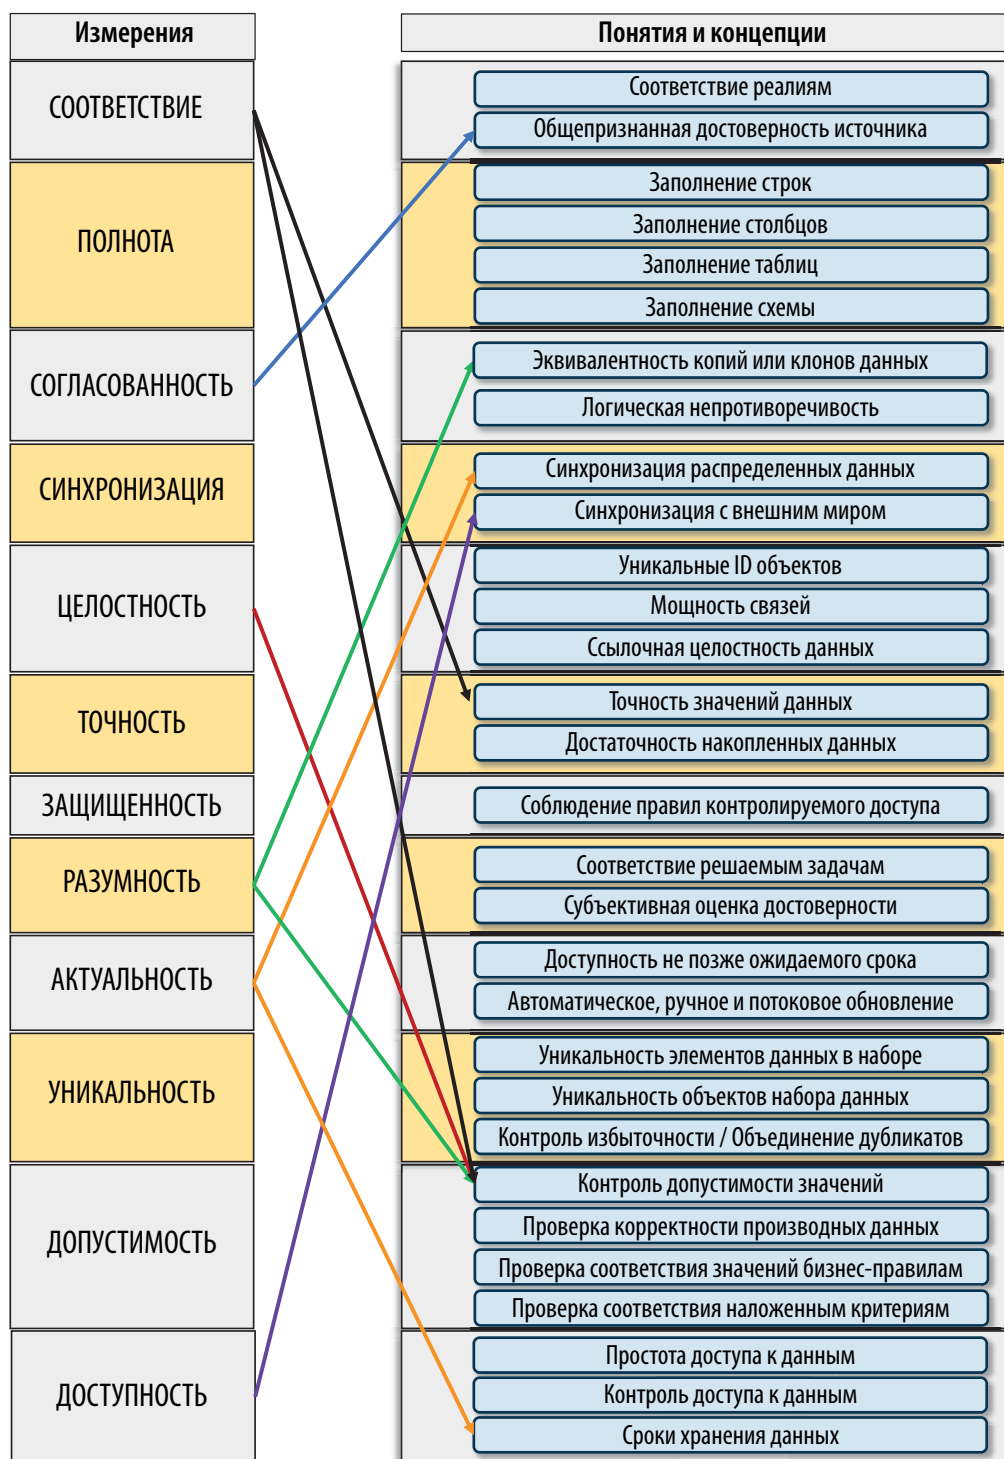 Измерения
Понятия и концепции
СООТВЕТСТВИЕ
Соответствие реалиям
Общепризнанная достоверность источника
ПОЛНОТА
Заполнение строк
Заполнение столбцов
Заполнение таблиц
Заполнение схемы
СОГЛАСОВАННОСТЬ
Эквивалентность копий или клонов данных
Логическая непротиворечивость
СИНХРОНИЗАЦИЯ
Синхронизация распределенных данных
Синхронизация с внешним миром
ЦЕЛОСТНОСТЬ
Уникальные ID объектов
Мощность связей
Ссылочная целостность данных
ТОЧНОСТЬ
Точность значений данных
Достаточность накопленных данных
ЗАЩИЩЕННОСТЬ
Соблюдение правил контролируемого доступа
РАЗУМНОСТЬ
Соответствие решаемым задачам
Субъективная оценка достоверности
АКТУАЛЬНОСТЬ
Доступность не позже ожидаемого срока
Автоматическое, ручное и потоковое обновление
УНИКАЛЬНОСТЬ
Уникальность элементов данных в наборе
Уникальность объектов набора данных
Контроль избыточности / Объединение дубликатов
ДОПУСТИМОСТЬ
Контроль допустимости значений
Проверка корректности производных данных
Проверка соответствия значений бизнес-правилам
Проверка соответствия наложенным критериям
ДОСТУПНОСТЬ
Простота доступа к данным
Контроль доступа к данным
Сроки хранения данных